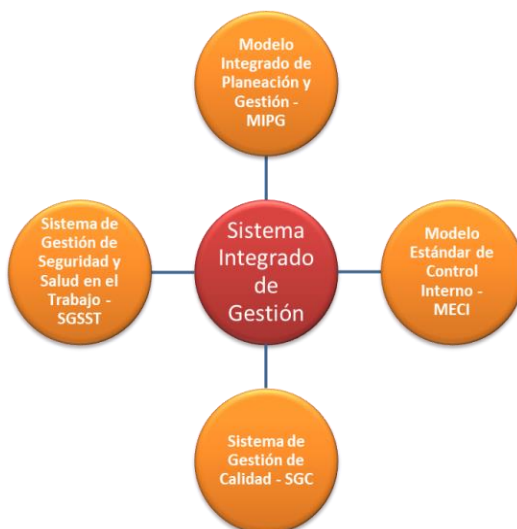 Modelo
Integrado de
Planeación y
Gestión -
MIPG
Sistema de
Gestión de
Seguridad y
Salud en el
Trabajo -
SGSST
Sistema
Integrado
de
Gestión
Modelo
Estándar de
Control
Interno -
MECI
Sistema de
Gestión de
Calidad - SGC